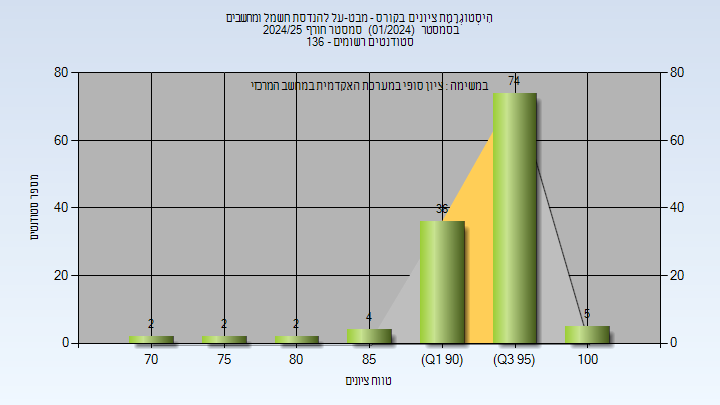 היסטוגרמת ציונים בקורס - מבט-על להנדסת חשמל ומחשבים
בסמסטר (01/2024) סמסטר חורף 2024/25
סטודנטים רשומים - 136
במשימה : ציון סופי במערכת האקדמית במחשב המרכזי
מספר סטודנטים
80 80
60 60
40 40
20 20
0 0
2 2 2 4 36 74 5
70 75 80 85 (Q1 90) (Q3 95) 100
טווח ציונים